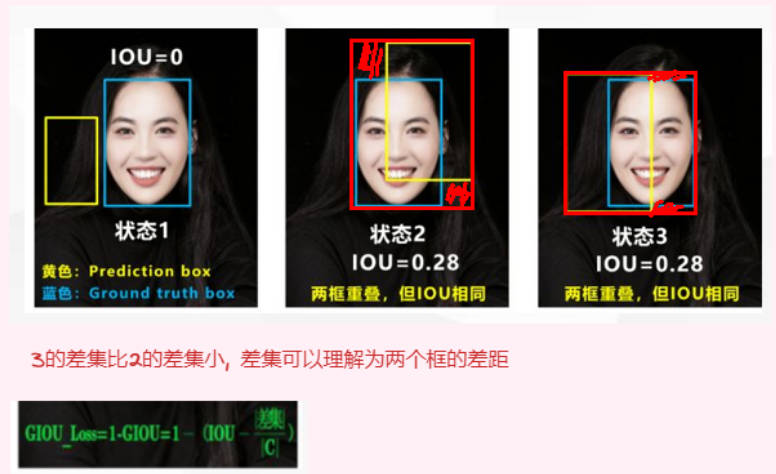 IOU=0
状态1
黄色：Prediction box
蓝色：Ground truth box
状态2
IOU=0.28
两框重叠，但IOU相同
状态3
IOU=0.28
两框重叠，但IOU相同
3的差集比2的差集小, 差集可以理解为两个框的差距
GIOU_Loss=1-GIOU=1－（IOU－|差集|/|C|）